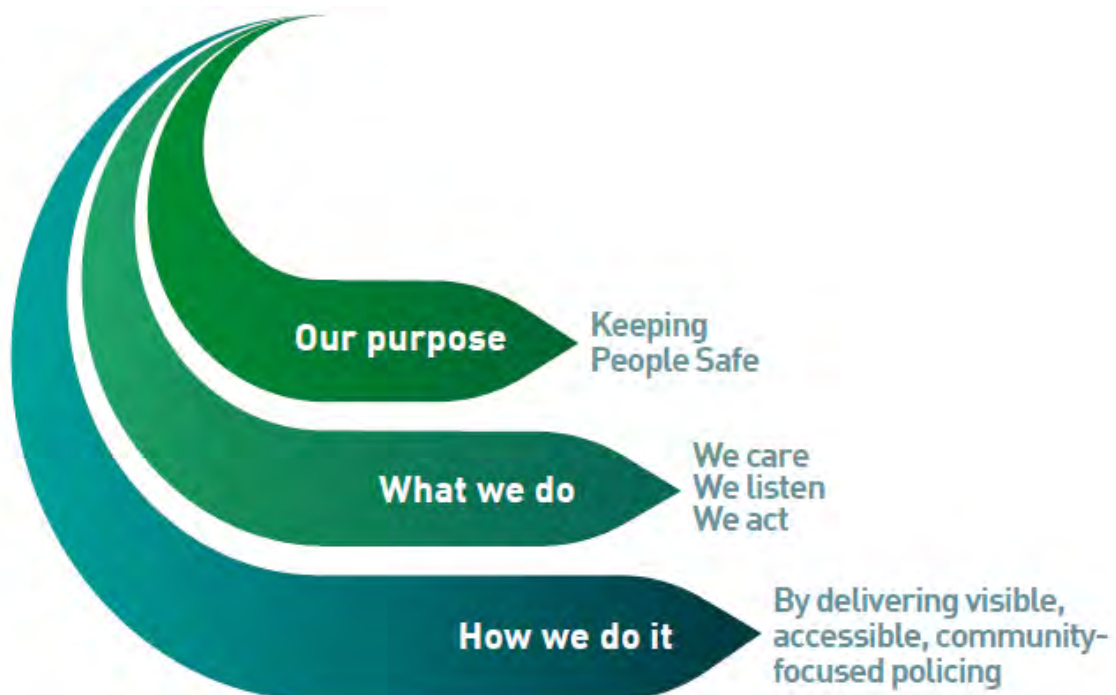 Our purpose
Keeping
People Safe
What we do
We care
We listen
We act
How we do it
By delivering visible,
accessible, community-
focused policing